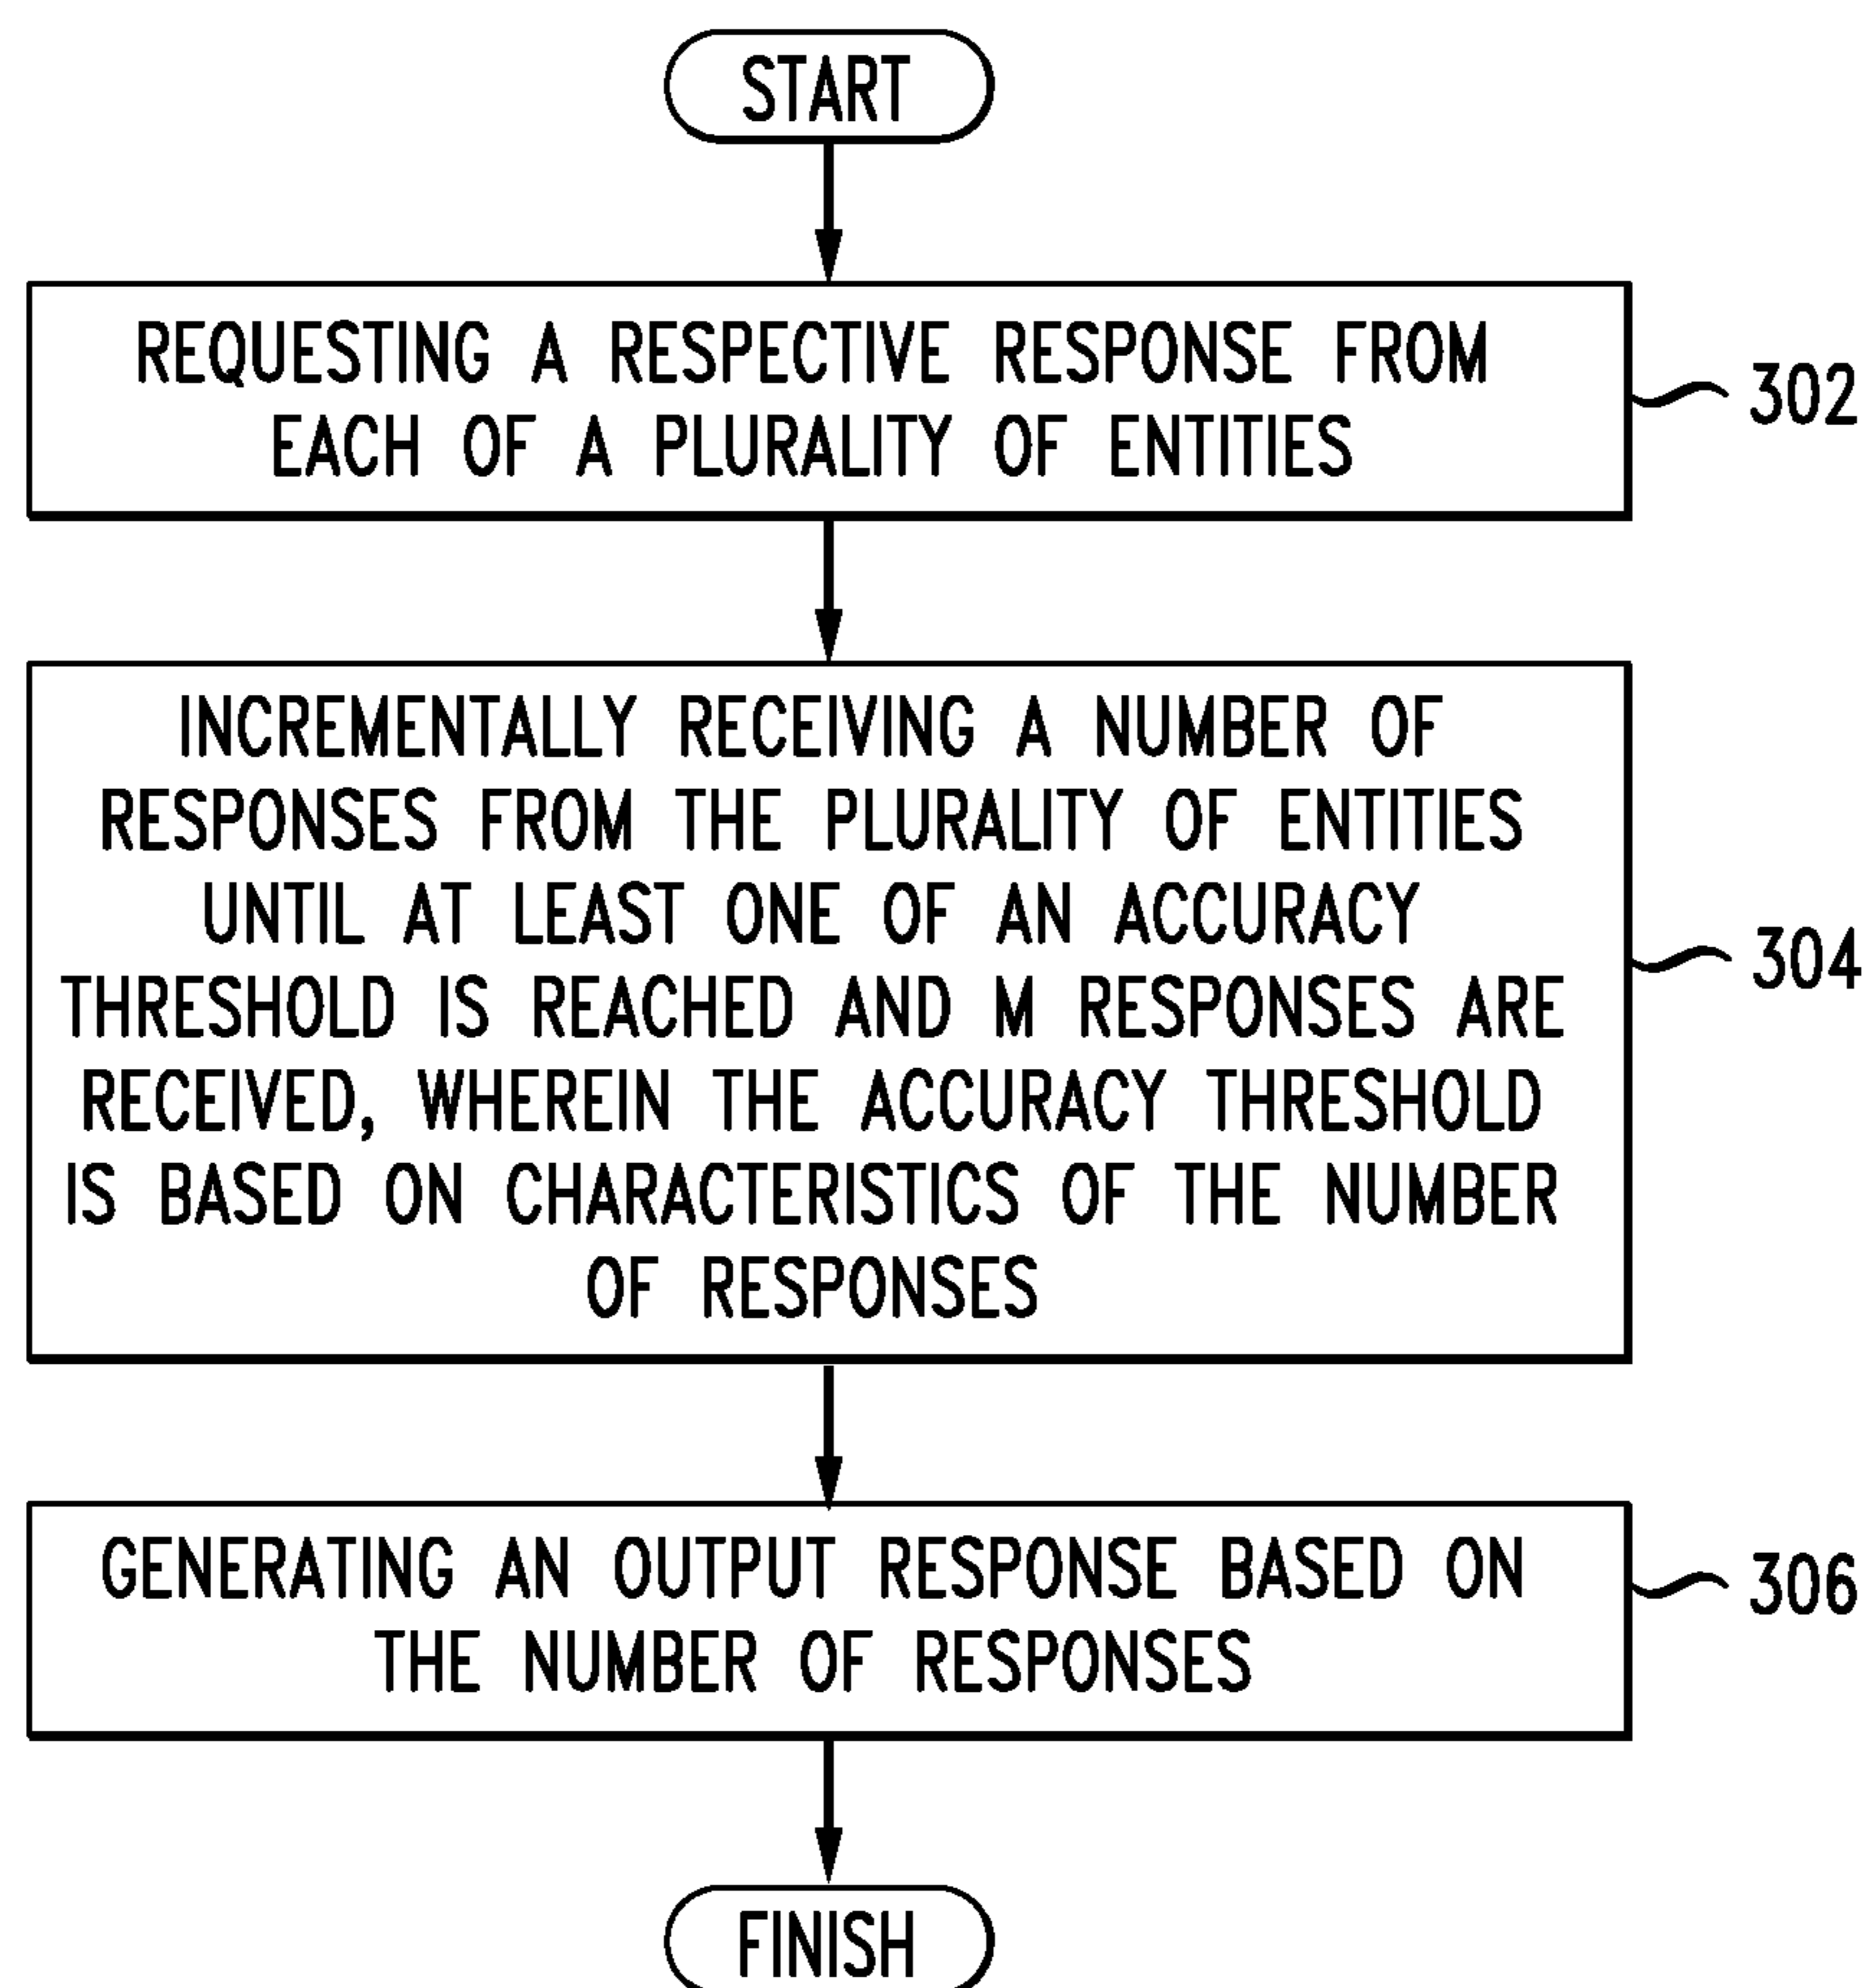 START
REQUESTING A RESPECTIVE RESPONSE FROM
EACH OF A PLURALITY OF ENTITIES
302
INCREMENTALLY RECEIVING A NUMBER OF
RESPONSES FROM THE PLURALITY OF ENTITIES
UNTIL AT LEAST ONE OF AN ACCURACY
THRESHOLD IS REACHED AND M RESPONSES ARE
RECEIVED, WHEREIN THE ACCURACY THRESHOLD
IS BASED ON CHARACTERISTICS OF THE NUMBER
OF RESPONSES
304
GENERATING AN OUTPUT RESPONSE BASED ON
THE NUMBER OF RESPONSES
306
FINISH